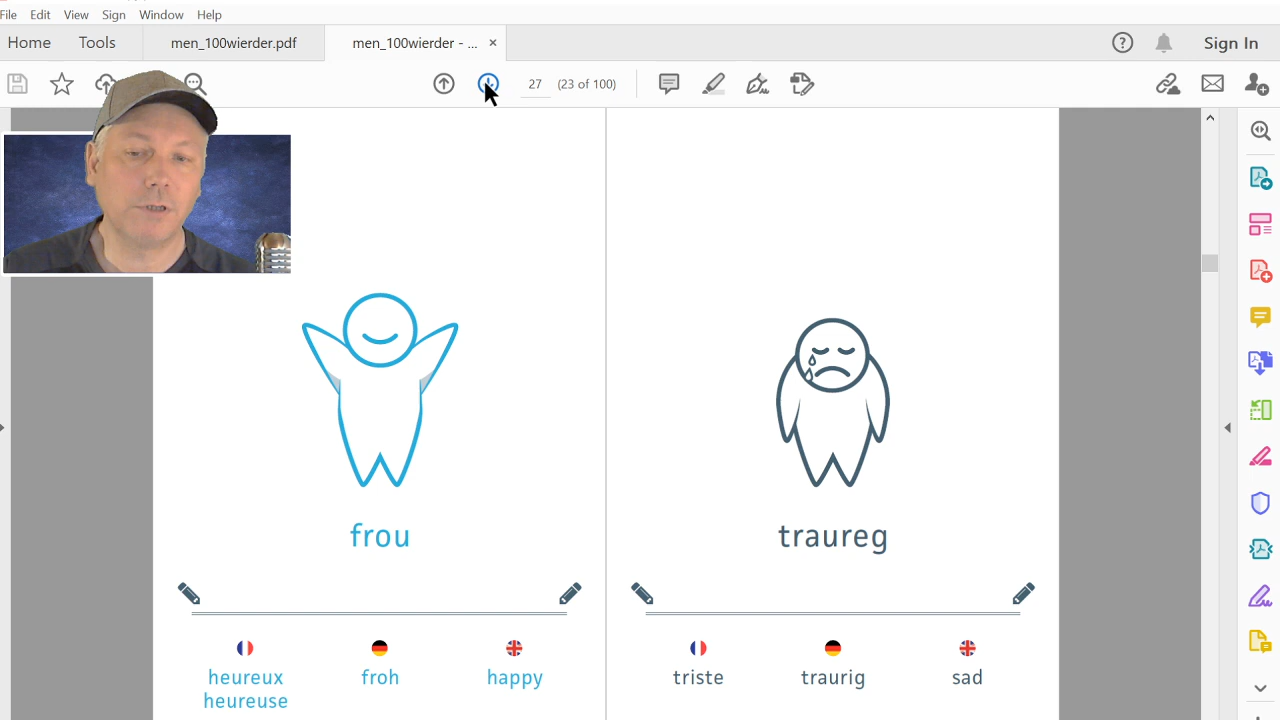 File Edit View Sign Window Help
Home Tools men_100wierder.pdf men_100wierder - ... × Sign In
27 (23 of 100)
frou
traureg
heureux froh happy
heureuse
triste traurig sad